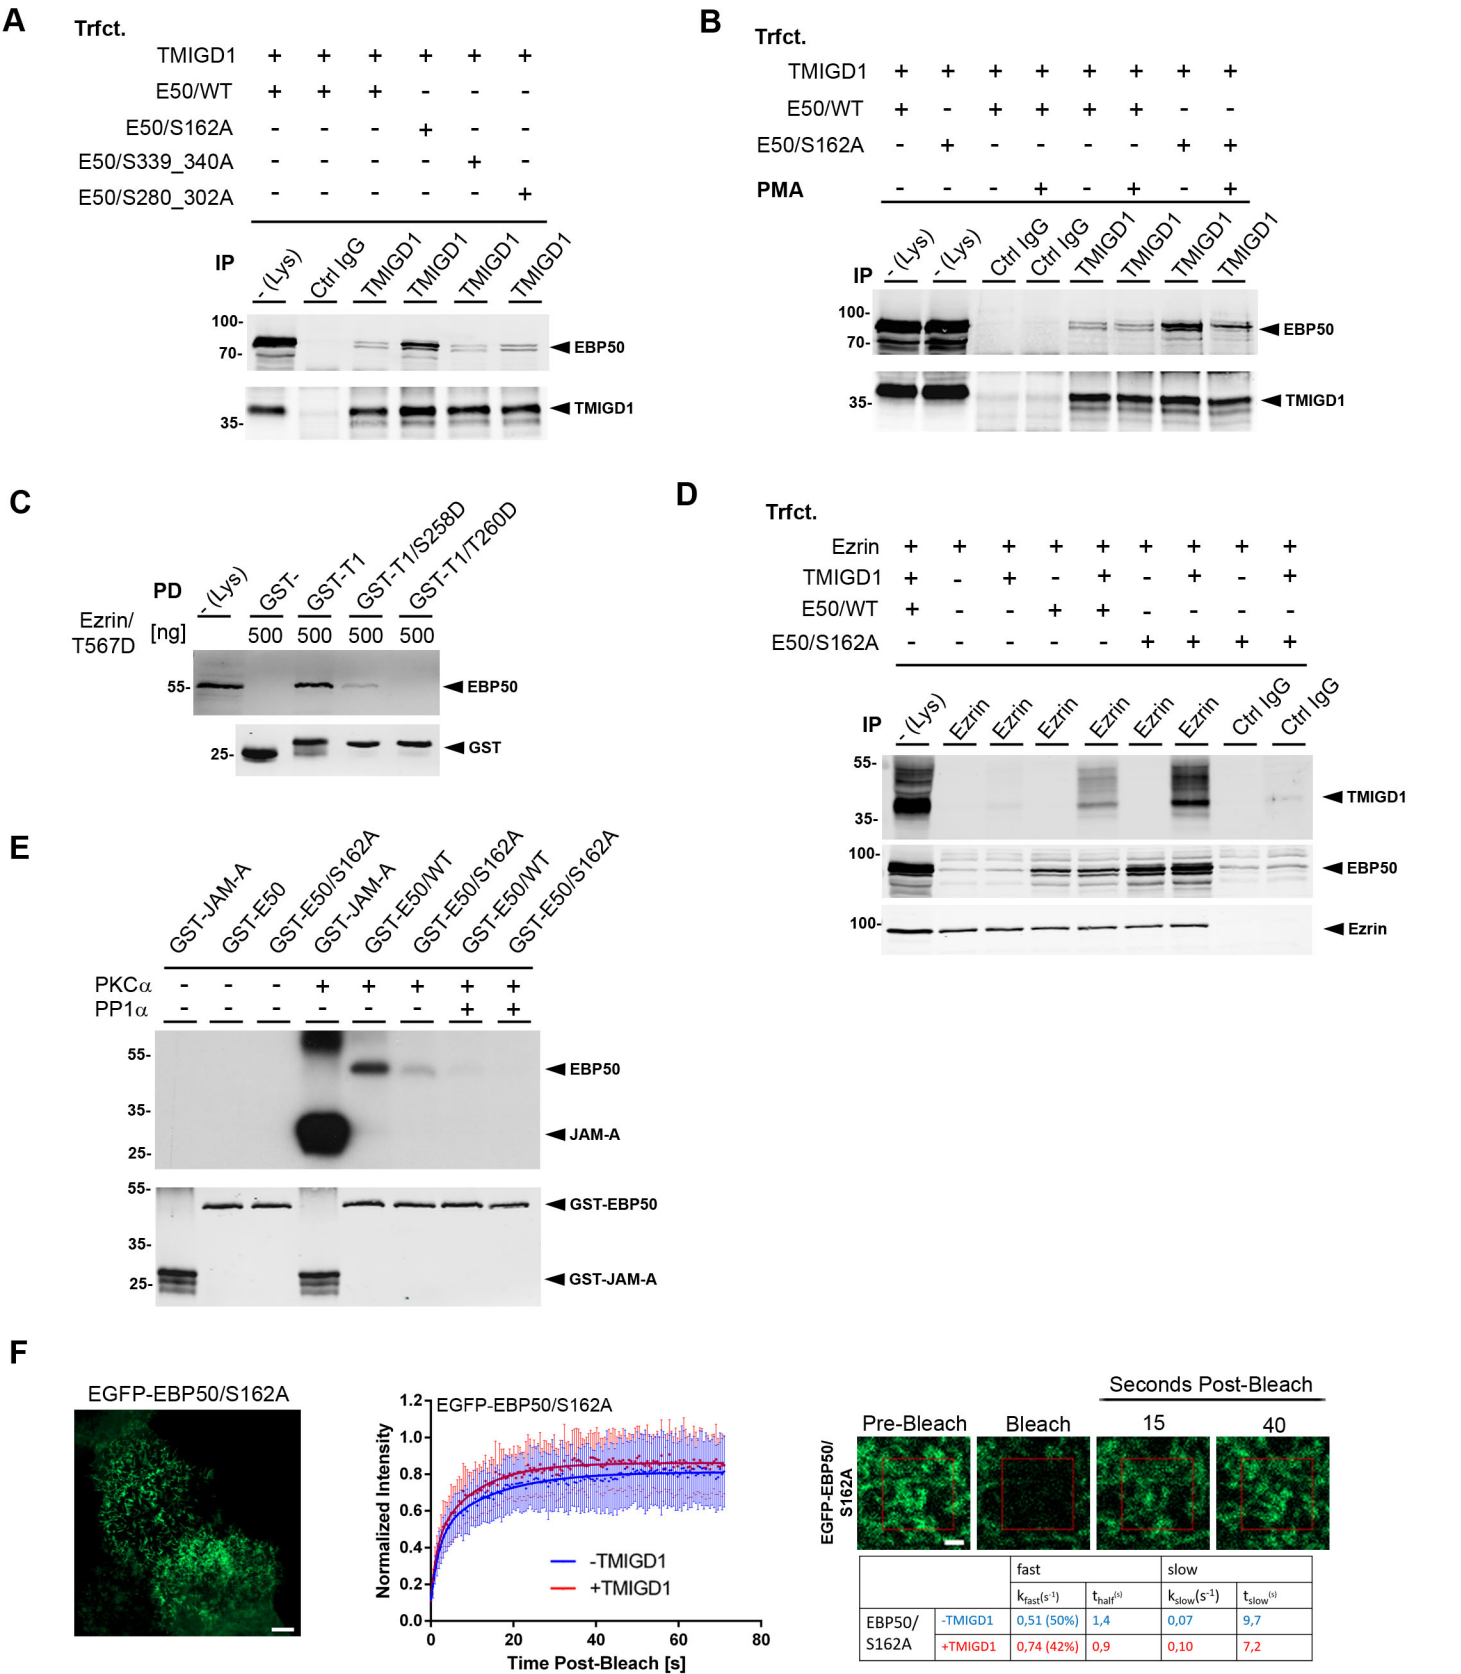 A
Trfct.
TMIGD1 + + + + + +
E50/WT + + + - - -
E50/S162A - - - + - -
E50/S339_340A - - - - + -
E50/S280_302A - - - - - +
IP - (Lys) Ctrl IgG TMIGD1 TMIGD1 TMIGD1 TMIGD1
100-
70-
EBP50
TMIGD1
35-
B
Trfct.
TMIGD1 + + + + + + + +
E50/WT + - + + + + - -
E50/S162A - + - - - - + +
PMA - - - + - + - +
IP - (Lys) - (Lys) Ctrl IgG Ctrl IgG TMIGD1 TMIGD1 TMIGD1 TMIGD1
100-
70-
EBP50
35-
TMIGD1
C
PD - (Lys) GST- GST-T1 GST-T1/S258D GST-T1/T260D
Ezrin/
T567D
[ng] 500 500 500 500
55-
EBP50
25-
GST
D
Trfct.
Ezrin + + + + + + + + +
TMIGD1 + - + - + - + - +
E50/WT + - - + + - - - -
E50/S162A - - - - - + + + +
IP - (Lys) Ezrin Ezrin Ezrin Ezrin Ezrin Ezrin Ctrl IgG Ctrl IgG
55-
TMIGD1
35-
100-
EBP50
100-
Ezrin
E
GST-JAM-A GST-E50 GST-E50/S162A GST-JAM-A GST-E50/WT GST-E50/S162A GST-E50/WT GST-E50/S162A
PKCα - - - + + + + +
PP1α - - - - - - + +
55-
EBP50
35-
JAM-A
25-
55-
GST-EBP50
35-
25-
GST-JAM-A
F
EGFP-EBP50/S162A
Normalized Intensity
1.2
1.0
0.8
0.6
0.4
0.2
0.0
EGFP-EBP50/S162A
-TMIGD1
+TMIGD1
0 20 40 60 80
Time Post-Bleach [s]
Seconds Post-Bleach
Pre-Bleach Bleach 15 40
EGFP-EBP50/
S162A
fast slow
kfast(s-1) thalf(s) kslow(s-1) tslow(s)
EBP50/
S162A
-TMIGD1 0,51 (50%) 1,4 0,07 9,7
+TMIGD1 0,74 (42%) 0,9 0,10 7,2